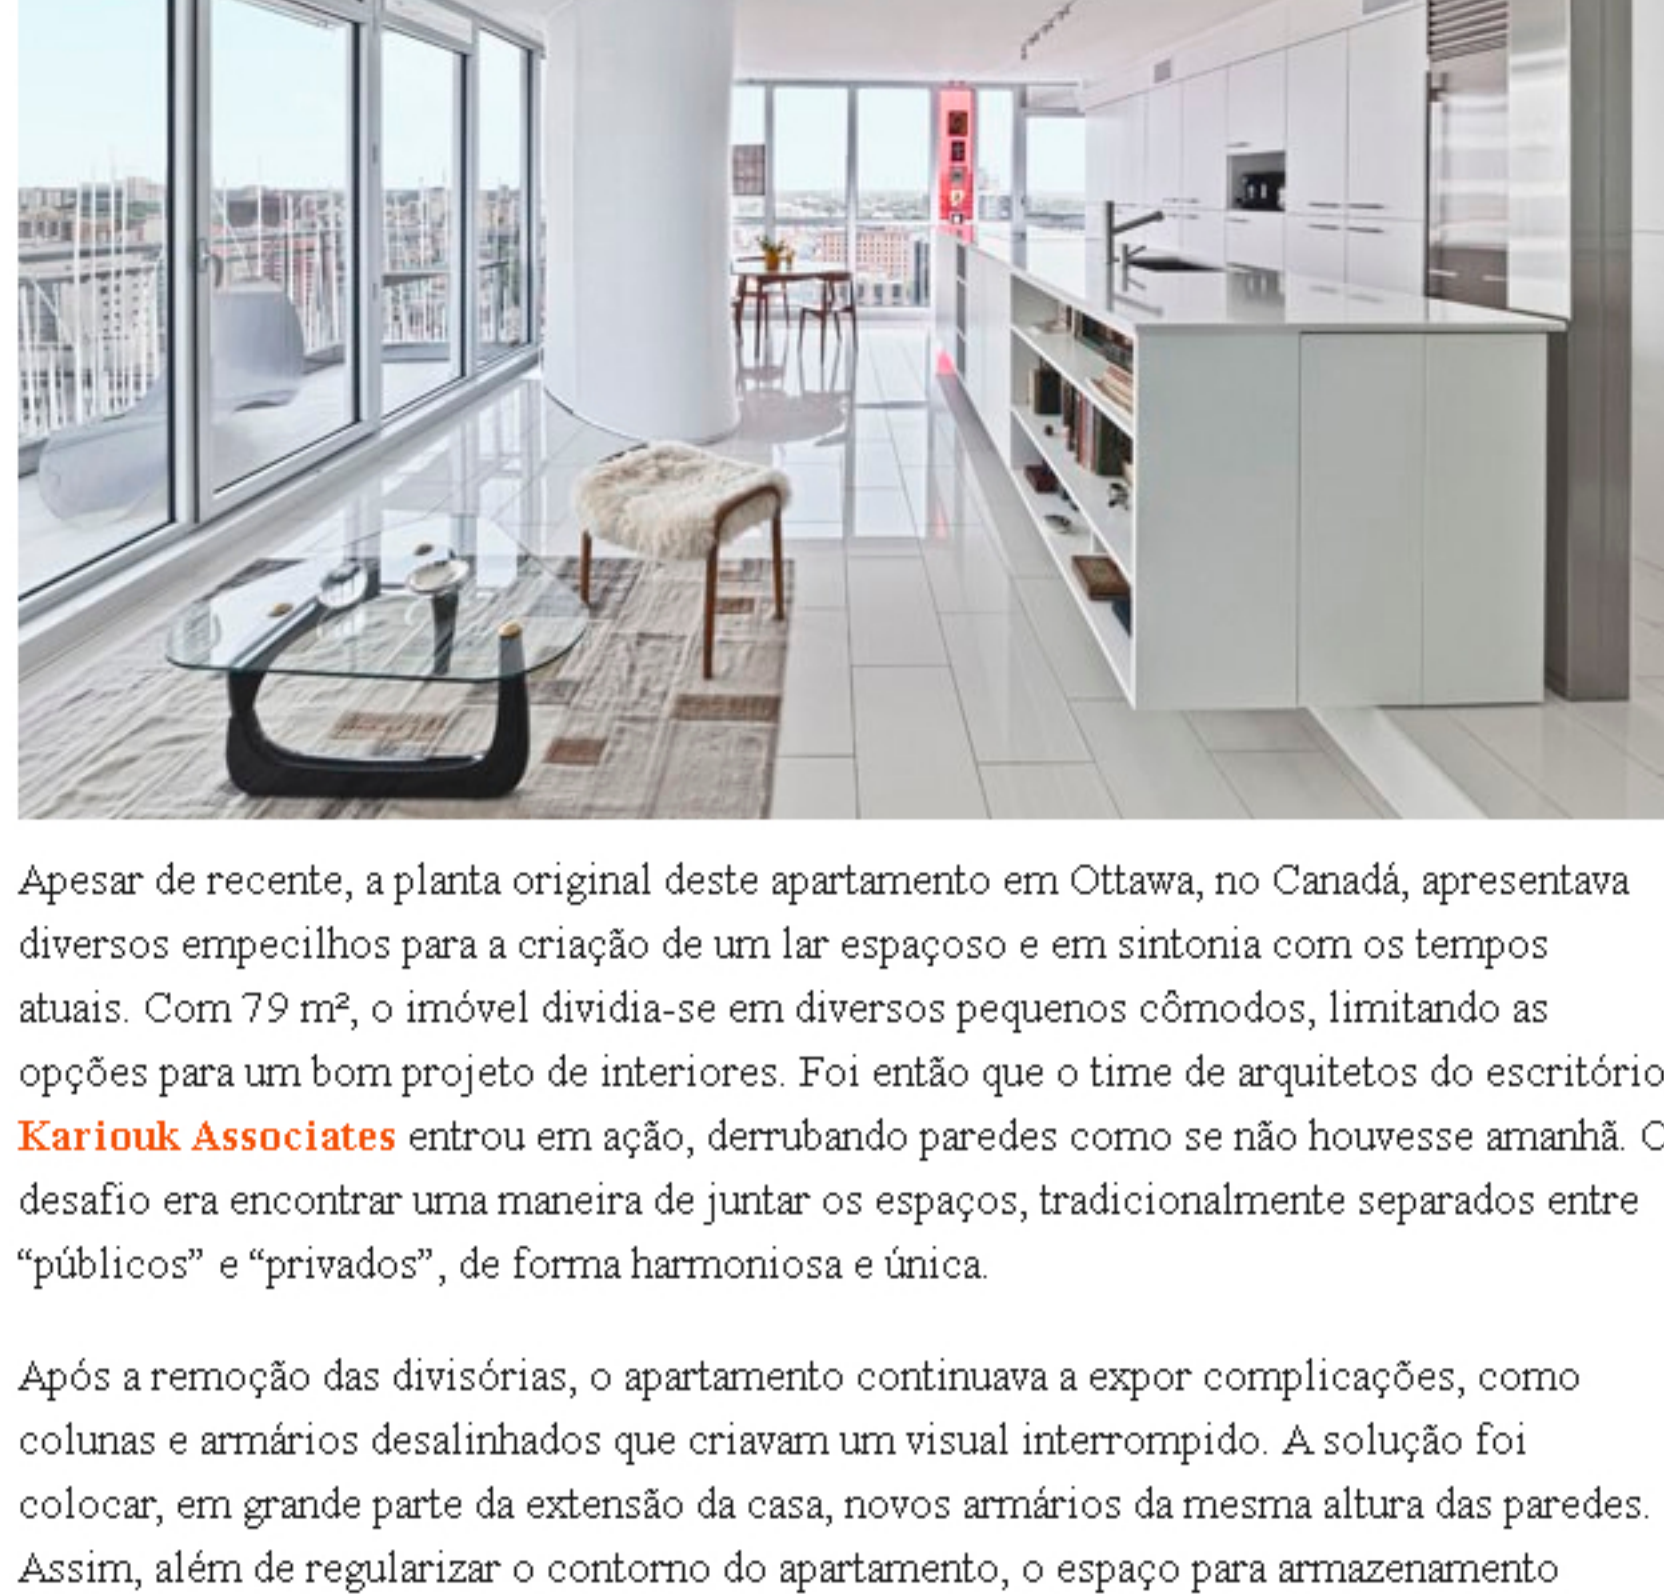 Apesar de recente, a planta original deste apartamento em Ottawa, no Canadá, apresentava
diversos empecilhos para a criação de um lar espaçoso e em sintonia com os tempos
atuais. Com 79 m², o imóvel dividia-se em diversos pequenos cômodos, limitando as
opções para um bom projeto de interiores. Foi então que o time de arquitetos do escritório
Kariouk Associates entrou em ação, derrubando paredes como se não houvesse amanhã. O
desafio era encontrar uma maneira de juntar os espaços, tradicionalmente separados entre
“públicos” e “privados”, de forma harmoniosa e única.
Após a remoção das divisórias, o apartamento continuava a expor complicações, como
colunas e armários desalinhados que criavam um visual interrompido. A solução foi
colocar, em grande parte da extensão da casa, novos armários da mesma altura das paredes.
Assim, além de regularizar o contorno do apartamento, o espaço para armazenamento